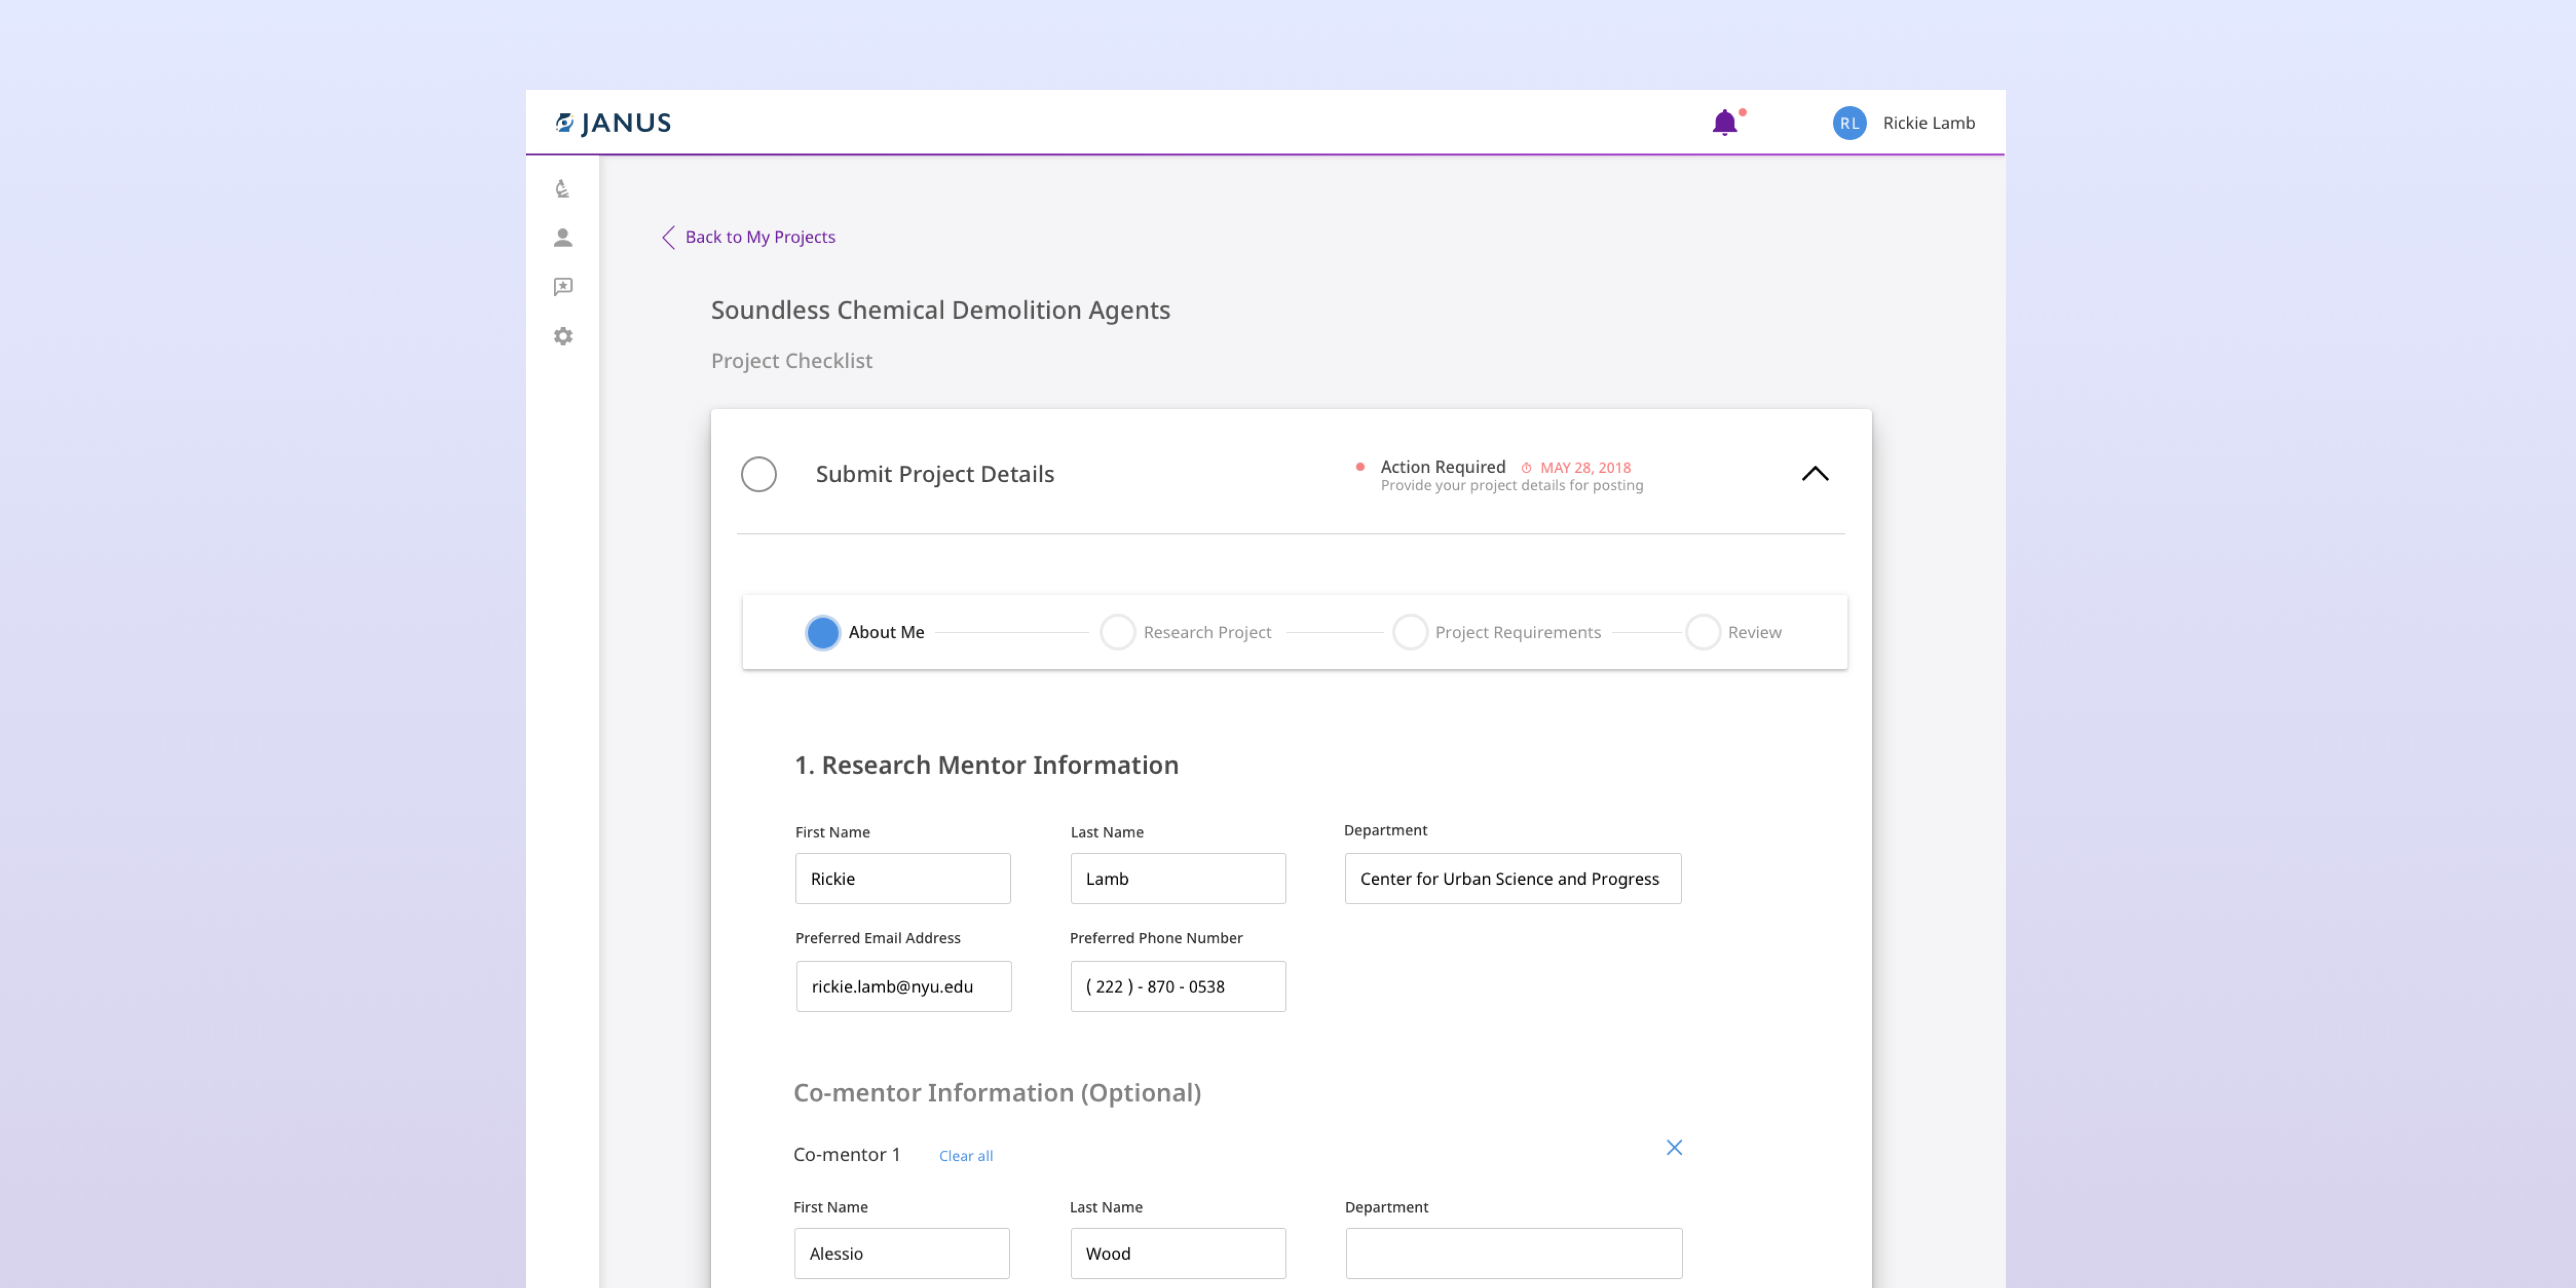 JANUS
RL Rickie Lamb
Back to My Projects
Soundless Chemical Demolition Agents
Project Checklist
Submit Project Details
Action Required MAY 28, 2018
Provide your project details for posting
About Me Research Project Project Requirements Review
1. Research Mentor Information
First Name Last Name Department
Rickie Lamb Center for Urban Science and Progress
Preferred Email Address Preferred Phone Number
rickie.lamb@nyu.edu ( 222 ) - 870 - 0538
Co-mentor Information (Optional)
Co-mentor 1 Clear all
First Name Last Name Department
Alessio Wood